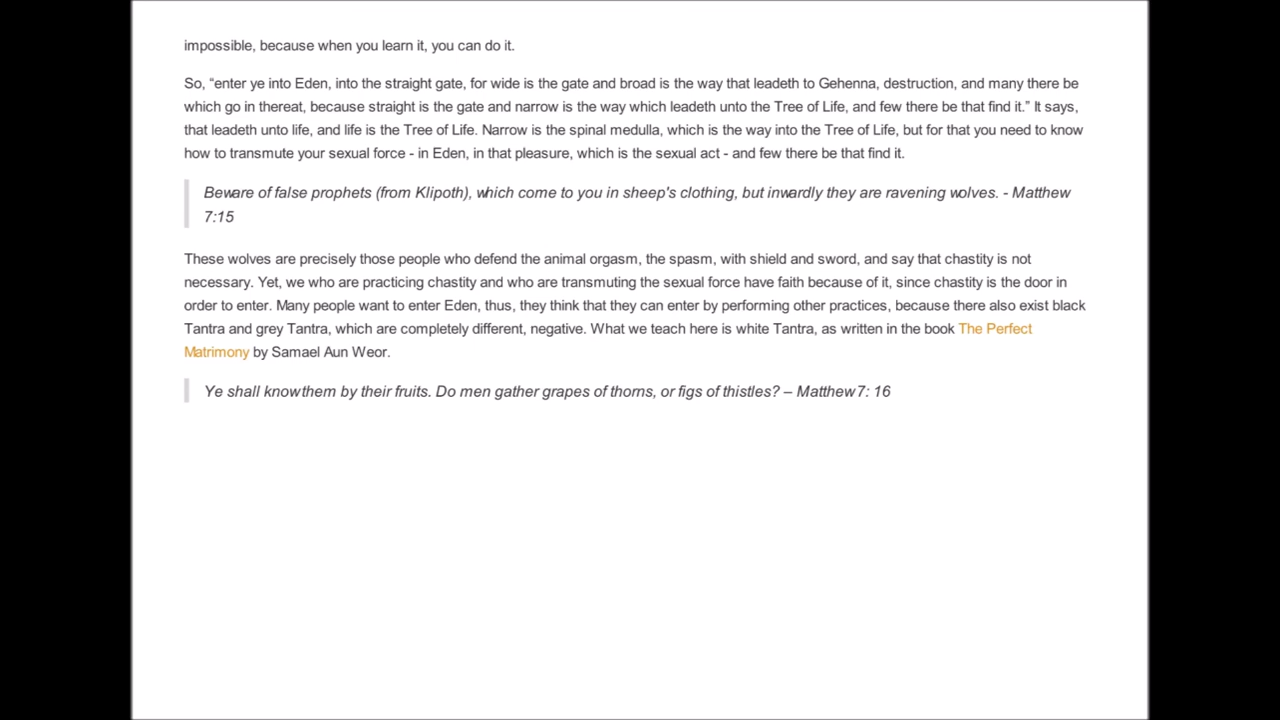 impossible, because when you learn it, you can do it.
So, “enter ye into Eden, into the straight gate, for wide is the gate and broad is the way that leadeth to Gehenna, destruction, and many there be
which go in thereat, because straight is the gate and narrow is the way which leadeth unto the Tree of Life, and few there be that find it.” It says,
that leadeth unto life, and life is the Tree of Life. Narrow is the spinal medulla, which is the way into the Tree of Life, but for that you need to know
how to transmute your sexual force - in Eden, in that pleasure, which is the sexual act - and few there be that find it.
Beware of false prophets (from Klipoth), which come to you in sheep's clothing, but inwardly they are ravening wolves. - Matthew
7:15
These wolves are precisely those people who defend the animal orgasm, the spasm, with shield and sword, and say that chastity is not
necessary. Yet, we who are practicing chastity and who are transmuting the sexual force have faith because of it, since chastity is the door in
order to enter. Many people want to enter Eden, thus, they think that they can enter by performing other practices, because there also exist black
Tantra and grey Tantra, which are completely different, negative. What we teach here is white Tantra, as written in the book The Perfect
Matrimony by Samael Aun Weor.
Ye shall know them by their fruits. Do men gather grapes of thorns, or figs of thistles? – Matthew 7: 16